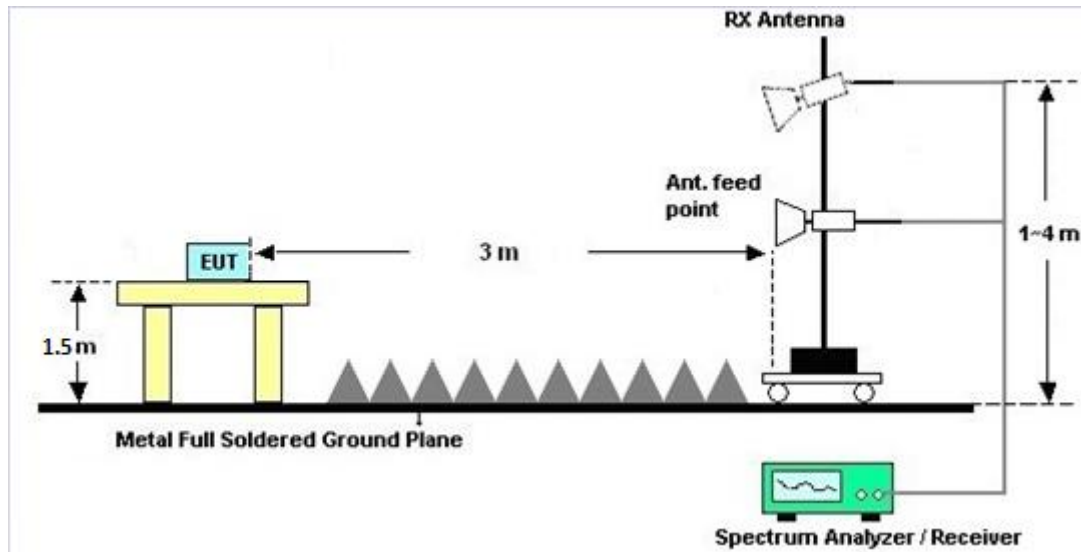 RX Antenna
Ant. feed
point
3 m
1~4 m
EUT
1.5 m
Metal Full Soldered Ground Plane
Spectrum Analyzer / Receiver